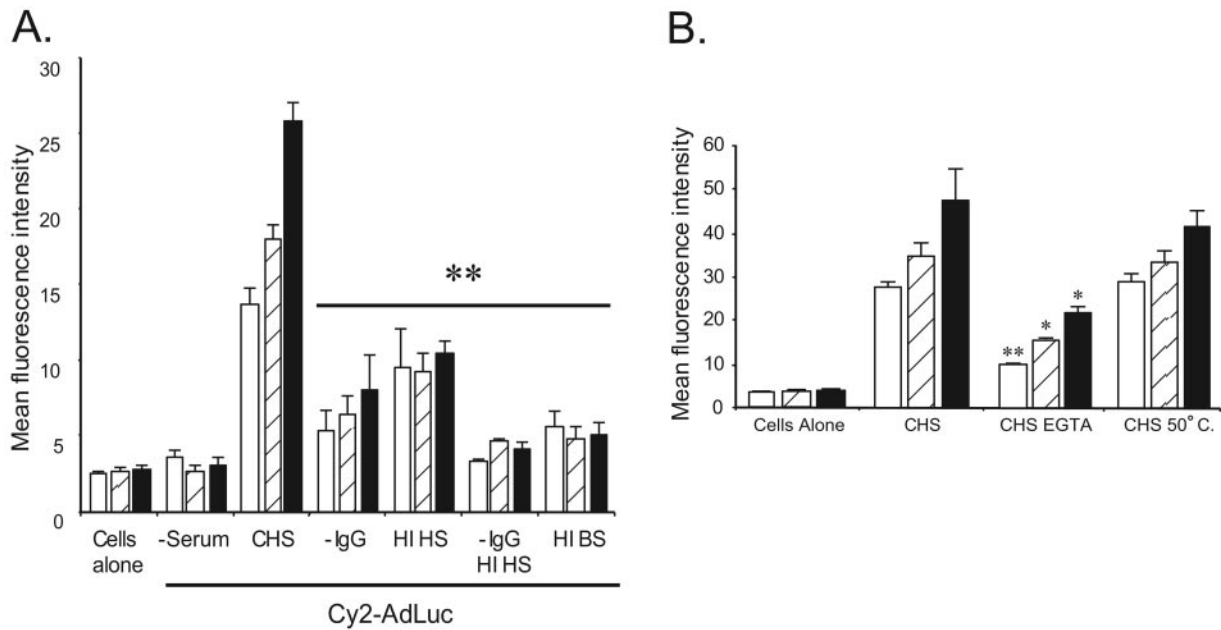 A.
Mean fluorescence intensity
30
25
20
15
10
5
0
**
Cells alone
-Serum
CHS
-IgG
HI HS
-IgG HI HS
HI BS
Cy2-AdLuc
B.
Mean fluorescence intensity
60
50
40
30
20
10
0
**
*
*
Cells Alone
CHS
CHS EGTA
CHS 50° C.